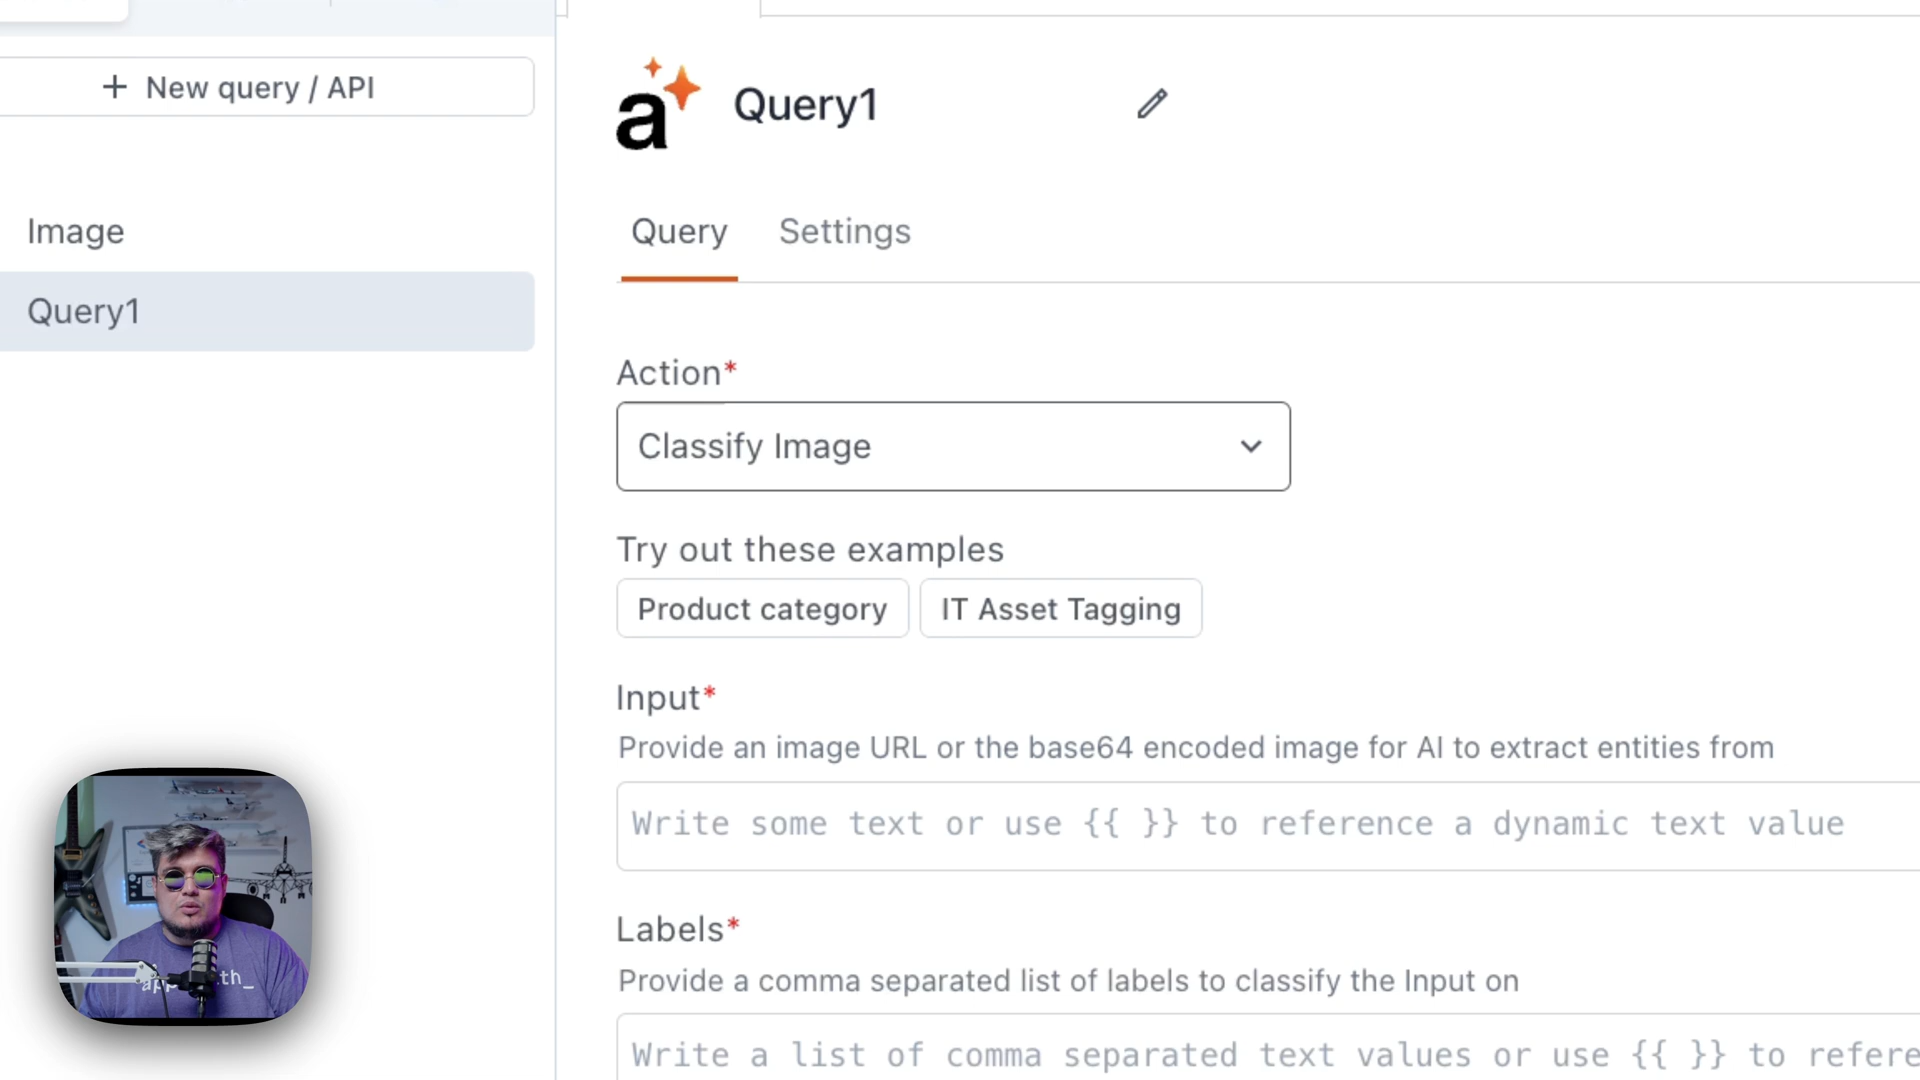 + New query / API
Image
Query1
a
Query1
Query
Settings
Action*
Classify Image
Try out these examples
Product category
IT Asset Tagging
Input*
Provide an image URL or the base64 encoded image for AI to extract entities from
Write some text or use {{ }} to reference a dynamic text value
Labels*
Provide a comma separated list of labels to classify the Input on
Write a list of comma separated text values or use {{ }} to refere